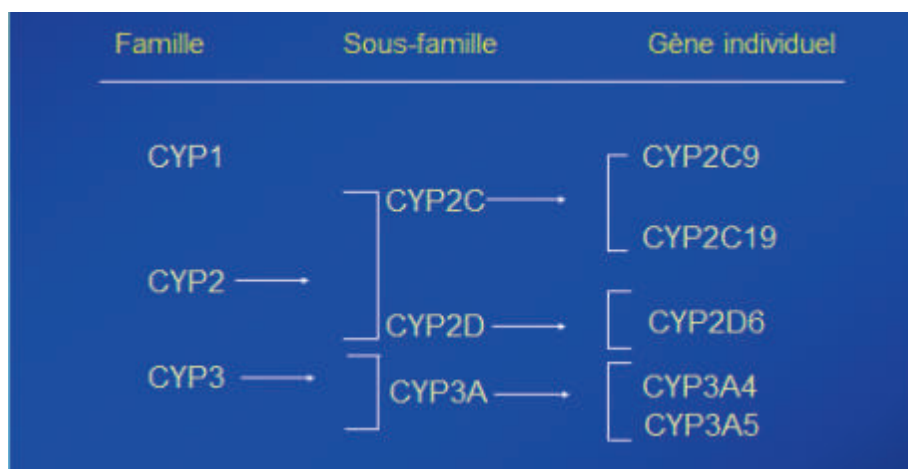 Famille Sous-famille Gène individuel
CYP1 CYP2C9
CYP2C
CYP2C19
CYP2
CYP2D CYP2D6
CYP3
CYP3A CYP3A4
CYP3A5